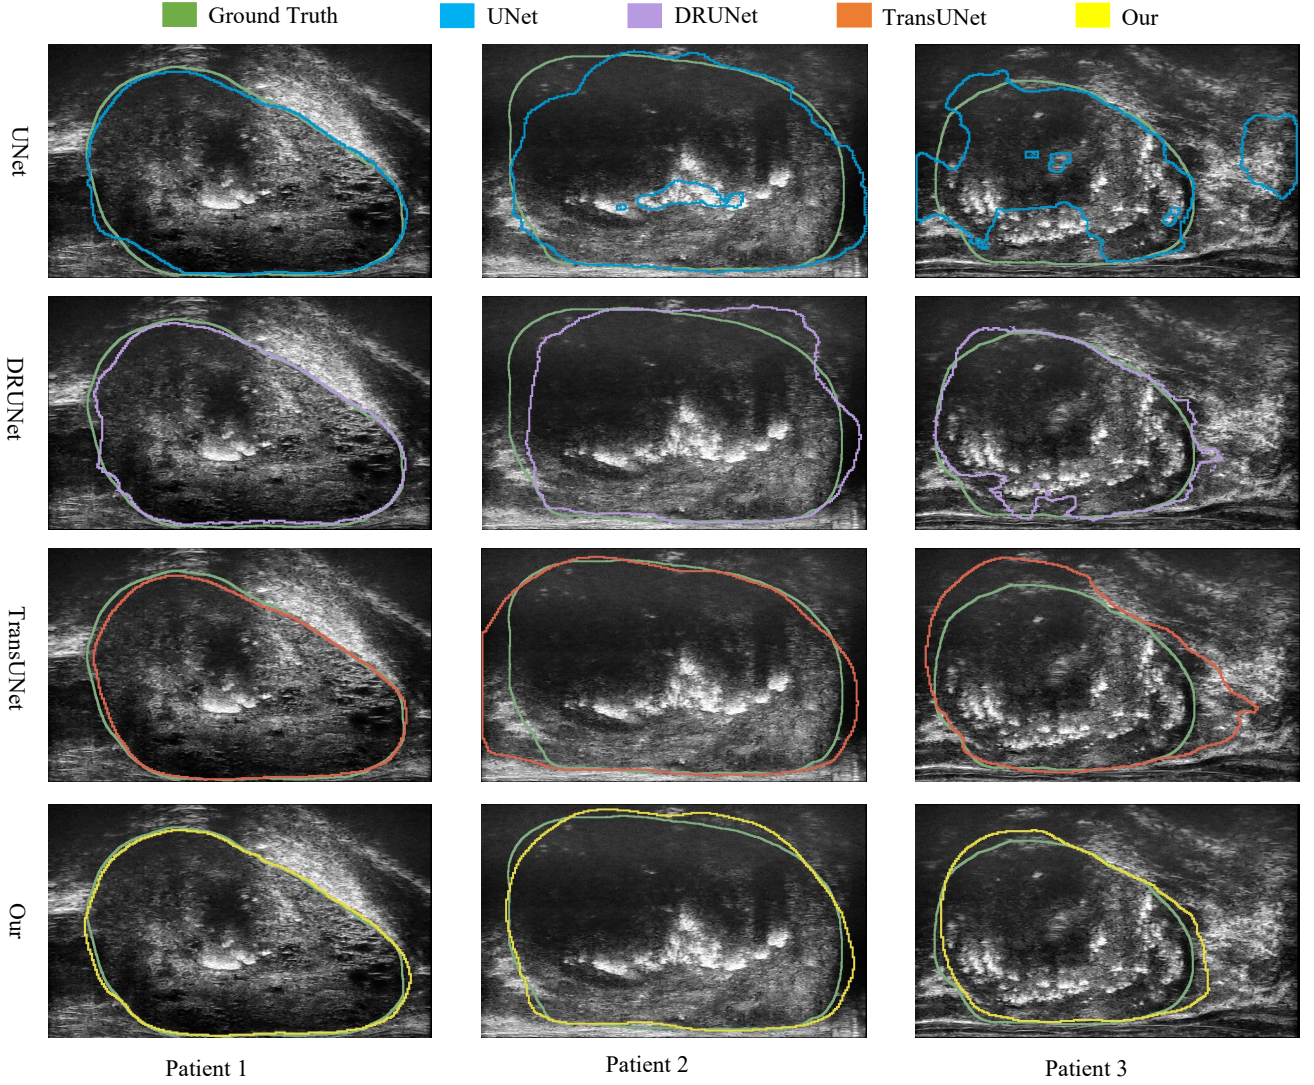 Ground Truth UNet DRUNet TransUNet Our
UNet
DRUNet
TransUNet
Our
Patient 1 Patient 2 Patient 3